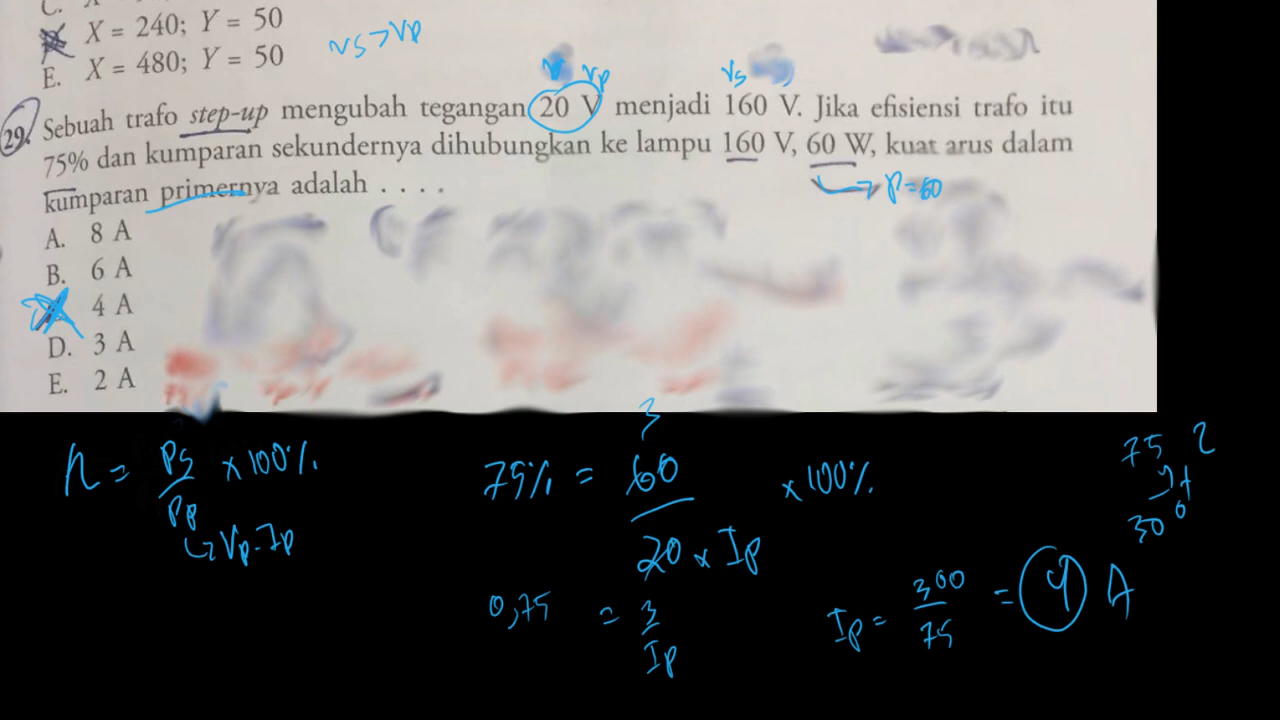 C.
X = 240; Y = 50
E. X = 480; Y = 50
Vs > Vp
Vp Vs
29. Sebuah trafo step-up mengubah tegangan 20 V menjadi 160 V. Jika efisiensi trafo itu
75% dan kumparan sekundernya dihubungkan ke lampu 160 V, 60 W, kuat arus dalam
kumparan primernya adalah . . . .
P = 60
A. 8 A
B. 6 A
4 A
D. 3 A
E. 2 A
η = Ps/Pp × 100%
Vp . Ip
75% = 60/20 × Ip × 100%
3
0,75 = 3/Ip
Ip = 300/75 = 4 A
75
300